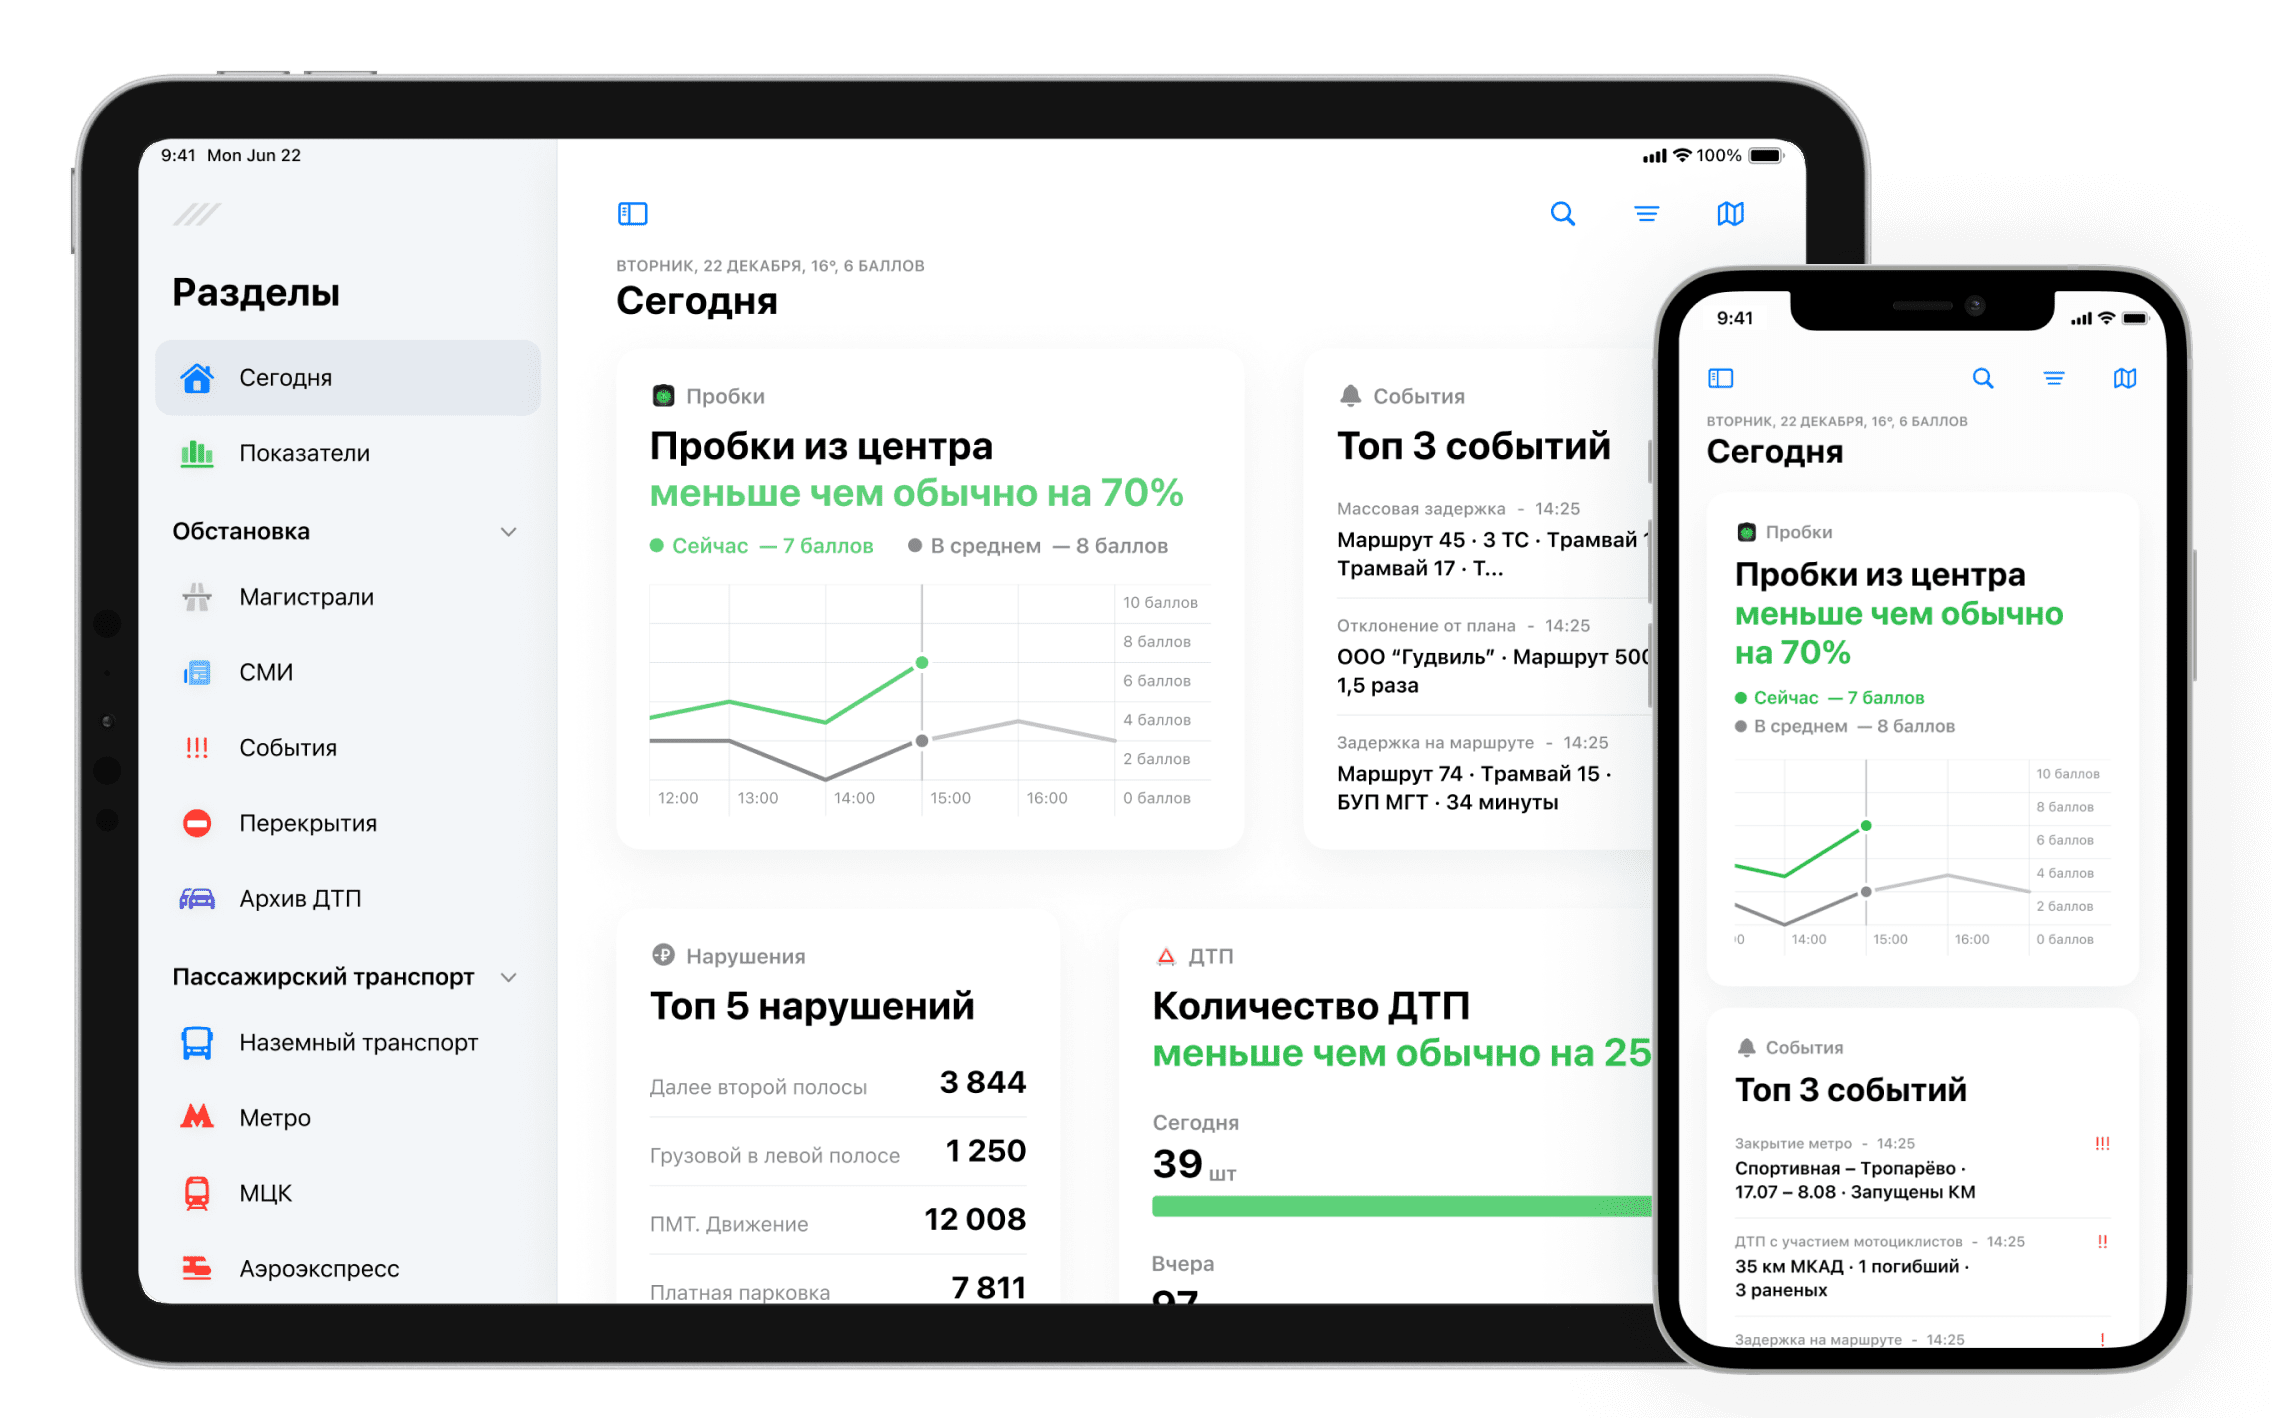 9:41 Mon Jun 22
100%
Разделы
Сегодня
Показатели
Обстановка
Магистрали
СМИ
События
Перекрытия
Архив ДТП
Пассажирский транспорт
Наземный транспорт
Метро
МЦК
Аэроэкспресс
ВТОРНИК, 22 ДЕКАБРЯ, 16°, 6 БАЛЛОВ
Сегодня
Пробки
Пробки из центра
меньше чем обычно на 70%
Сейчас — 7 баллов
В среднем — 8 баллов
10 баллов
8 баллов
6 баллов
4 баллов
2 баллов
0 баллов
12:00
13:00
14:00
15:00
16:00
События
Топ 3 событий
Массовая задержка - 14:25
Маршрут 45 · 3 ТС · Трамвай
Трамвай 17 · Т...
Отклонение от плана - 14:25
ООО “Гудвиль” · Маршрут 500
1,5 раза
Задержка на маршруте - 14:25
Маршрут 74 · Трамвай 15 ·
БУП МГТ · 34 минуты
Нарушения
Топ 5 нарушений
Далее второй полосы 3 844
Грузовой в левой полосе 1 250
ПМТ. Движение 12 008
Платная парковка 7 811
ДТП
Количество ДТП
меньше чем обычно на 25
Сегодня
39 шт
Вчера
97
9:41
ВТОРНИК, 22 ДЕКАБРЯ, 16°, 6 БАЛЛОВ
Сегодня
Пробки
Пробки из центра
меньше чем обычно
на 70%
Сейчас — 7 баллов
В среднем — 8 баллов
10 баллов
8 баллов
6 баллов
4 баллов
2 баллов
0 баллов
14:00
15:00
16:00
События
Топ 3 событий
Закрытие метро - 14:25 !!!
Спортивная – Тропарёво ·
17.07 – 8.08 · Запущены КМ
ДТП с участием мотоциклистов - 14:25 !!
35 км МКАД · 1 погибший ·
3 раненых
Задержка на маршруте - 14:25 !